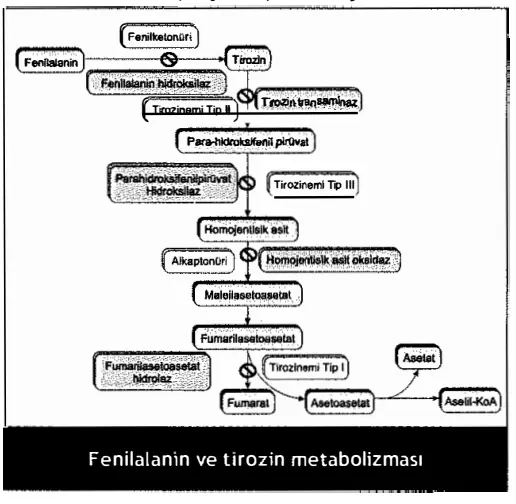 Fenilketonüri
Fenilalanin
Tirozin
Fenilalanin hidroksilaz
Tirozinemi Tip II
Tirozin transaminaz
Para-hidroksifenil pirüvat
Parahidroksifenilpirüvat
Hidroksilaz
Tirozinemi Tip III
Homojentisik asit
Alkaptonüri
Homojentisik asit oksidaz
Maleilasetoasetat
Fumarilasetoasetat
Fumarilasetoasetat
hidrolaz
Tirozinemi Tip I
Asetat
Fumarat
Asetoasetat
Asetil-KoA
Fenilalanin ve tirozin metabolizması